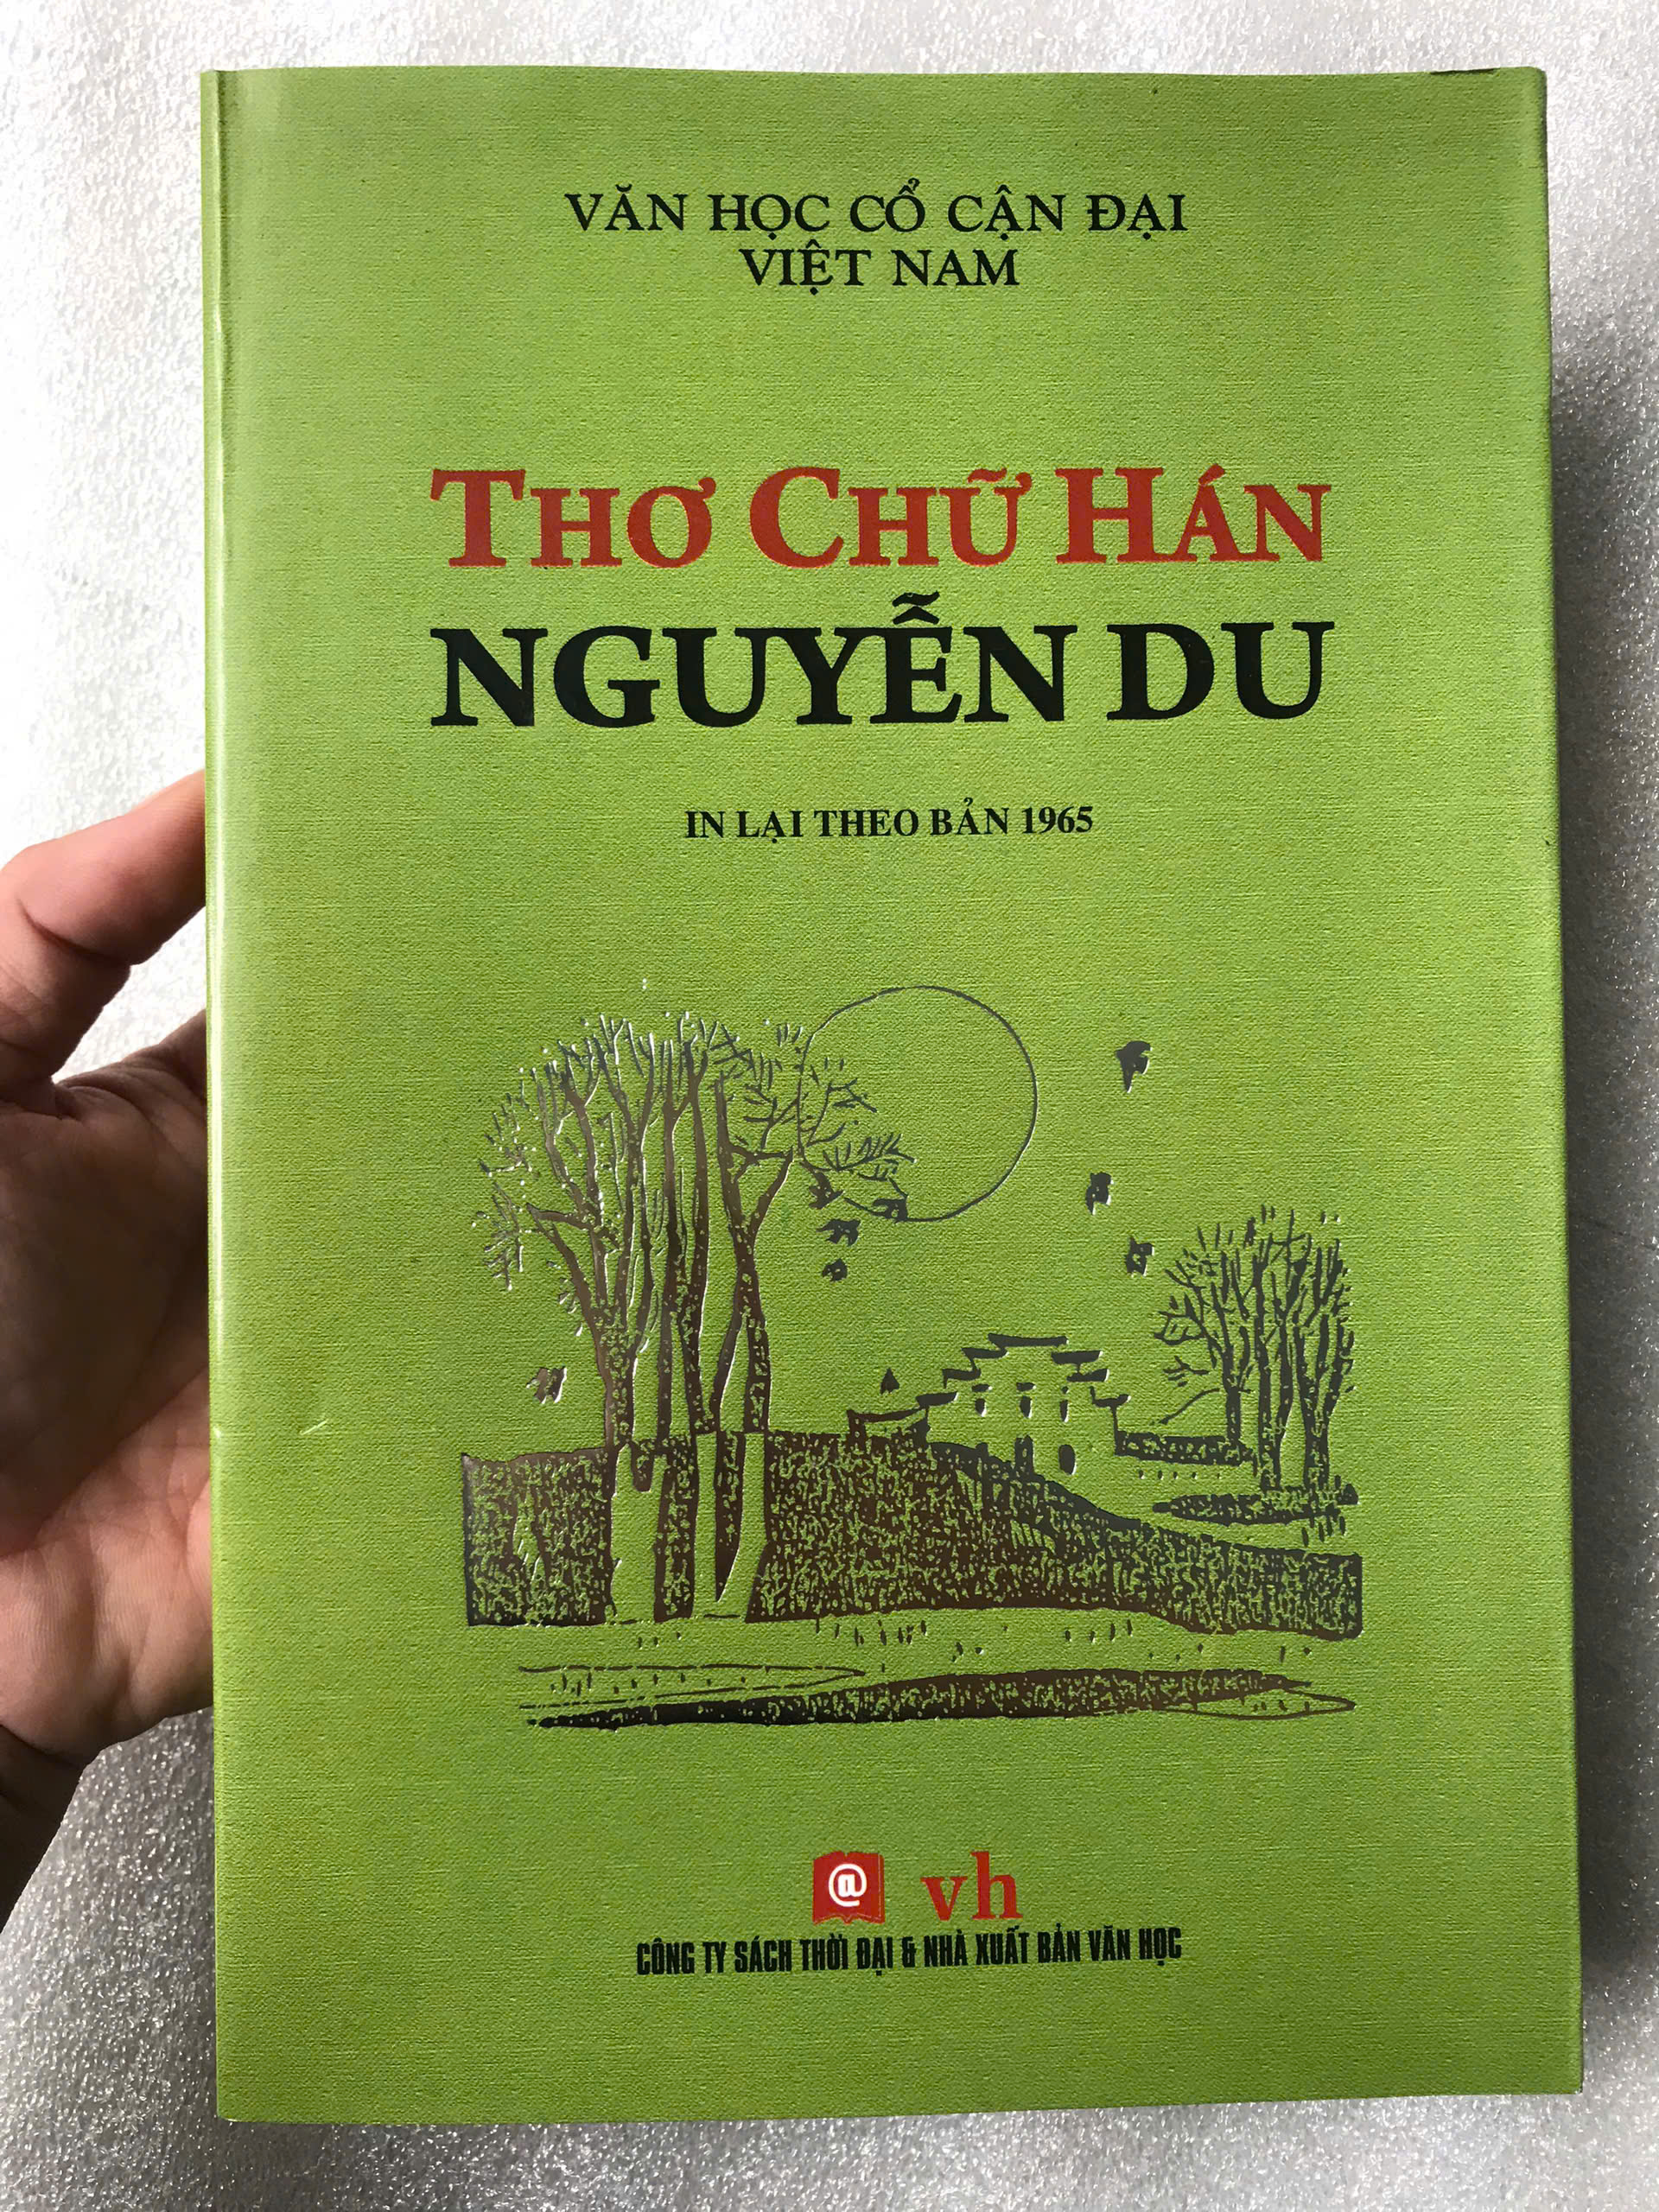 VĂN HỌC CỔ CẬN ĐẠI
VIỆT NAM
THƠ CHỮ HÁN
NGUYỄN DU
IN LẠI THEO BẢN 1965
@ vh
CÔNG TY SÁCH THỜI ĐẠI & NHÀ XUẤT BẢN VĂN HỌC